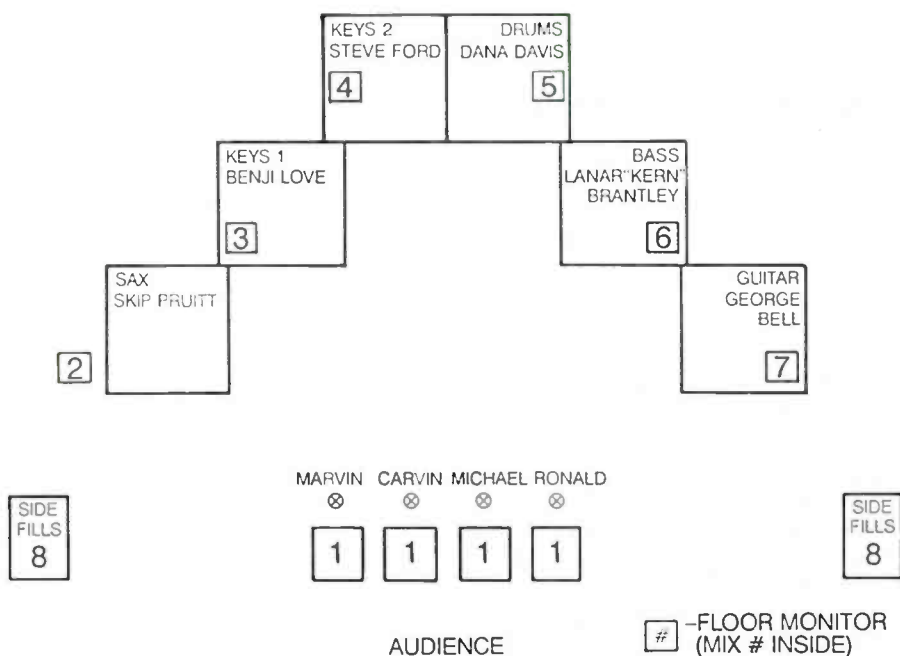 KEYS 2
STEVE FORD
4
DRUMS
DANA DAVIS
5
KEYS 1
BENJI LOVE
3
BASS
LANAR"KERN"
BRANTLEY
6
SAX
SKIP PRUITT
2
GUITAR
GEORGE
BELL
7
MARVIN CARVIN MICHAEL RONALD
SIDE
FILLS
8
1 1 1 1
SIDE
FILLS
8
AUDIENCE
# -FLOOR MONITOR
(MIX # INSIDE)